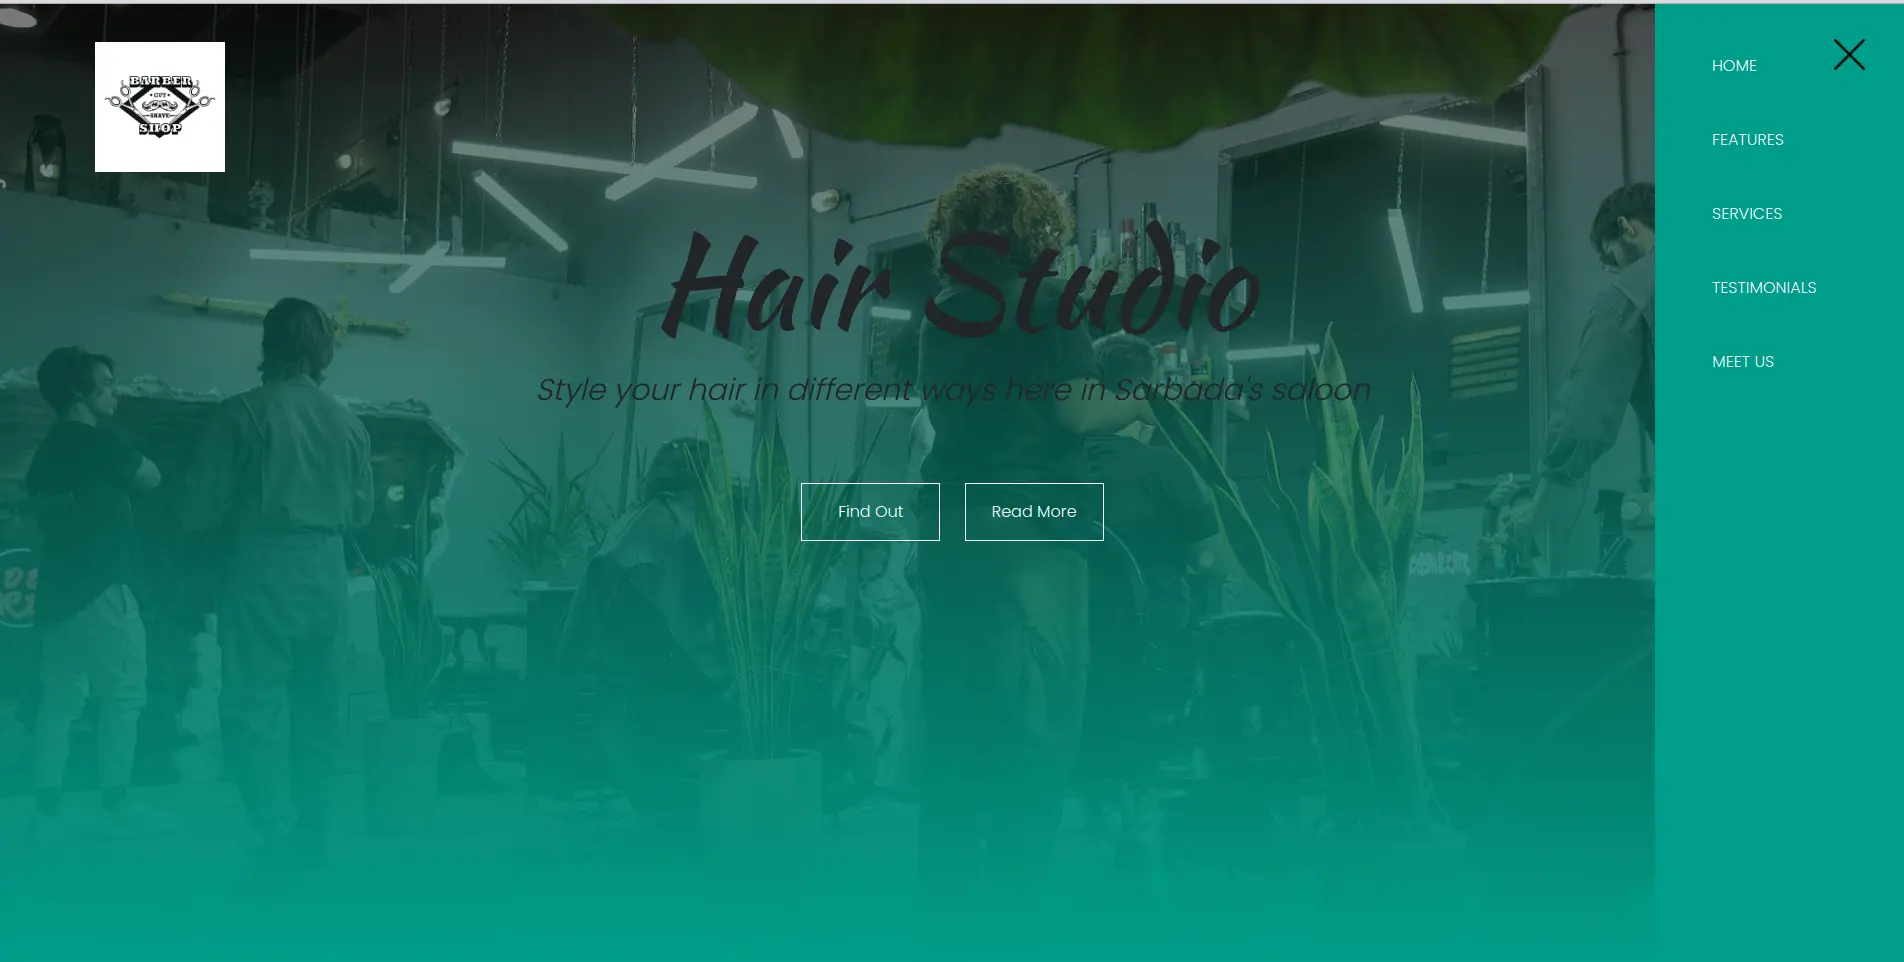 BARBER
CUT
SHAVE
SHOP
HOME
FEATURES
SERVICES
TESTIMONIALS
MEET US
Hair Studio
Style your hair in different ways here in Sarbada's saloon
Find Out
Read More